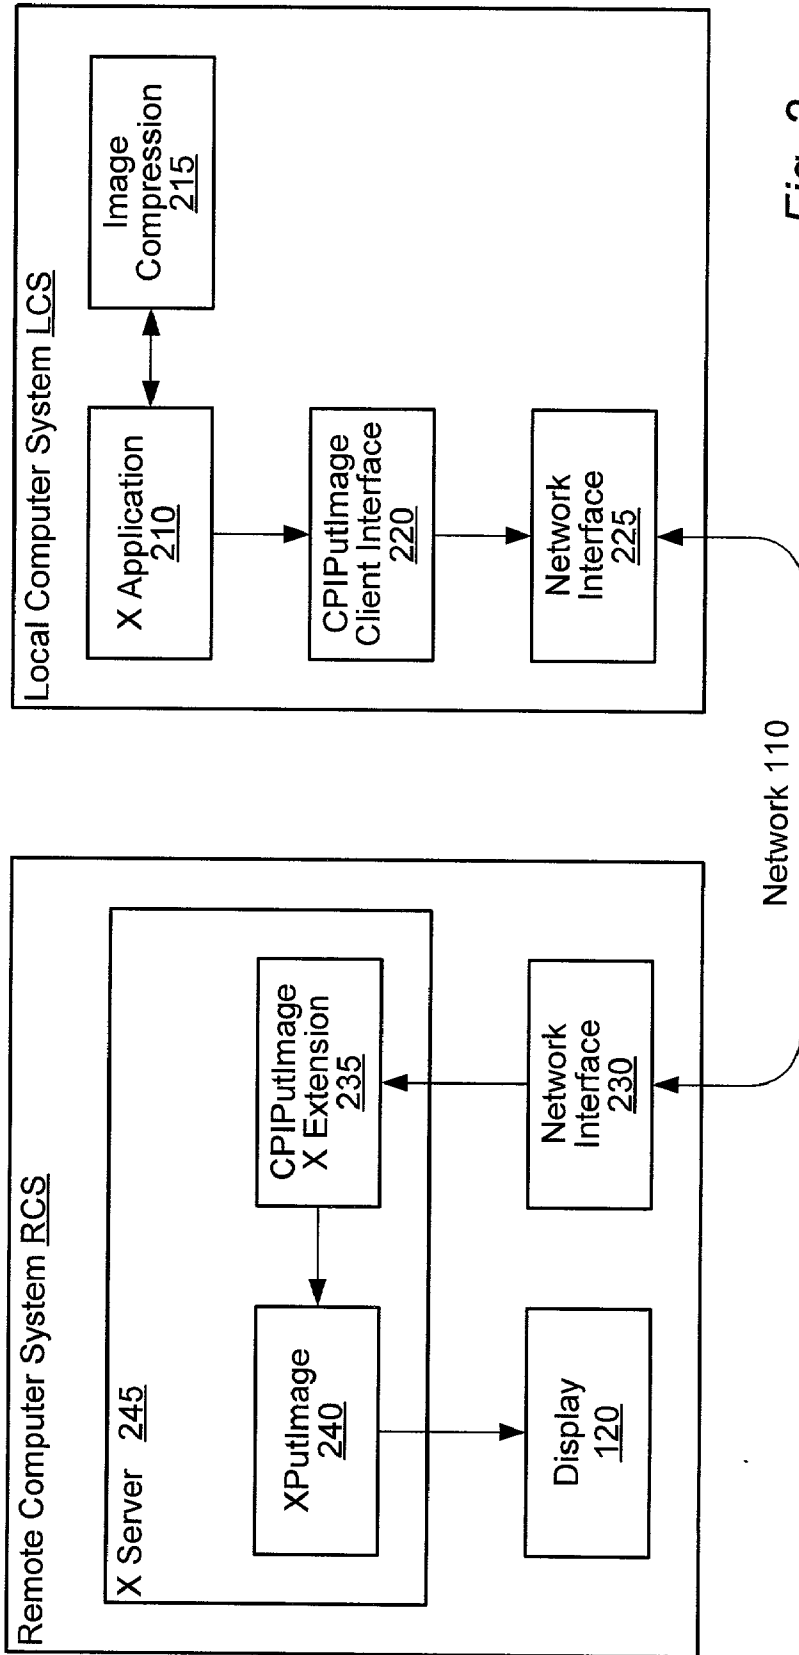 Remote Computer System RCS
X Server 245
XPutImage
240
CPIPutImage
X Extension
235
Display
120
Network
Interface
230
Network 110
Local Computer System LCS
X Application
210
Image
Compression
215
CPIPutImage
Client Interface
220
Network
Interface
225